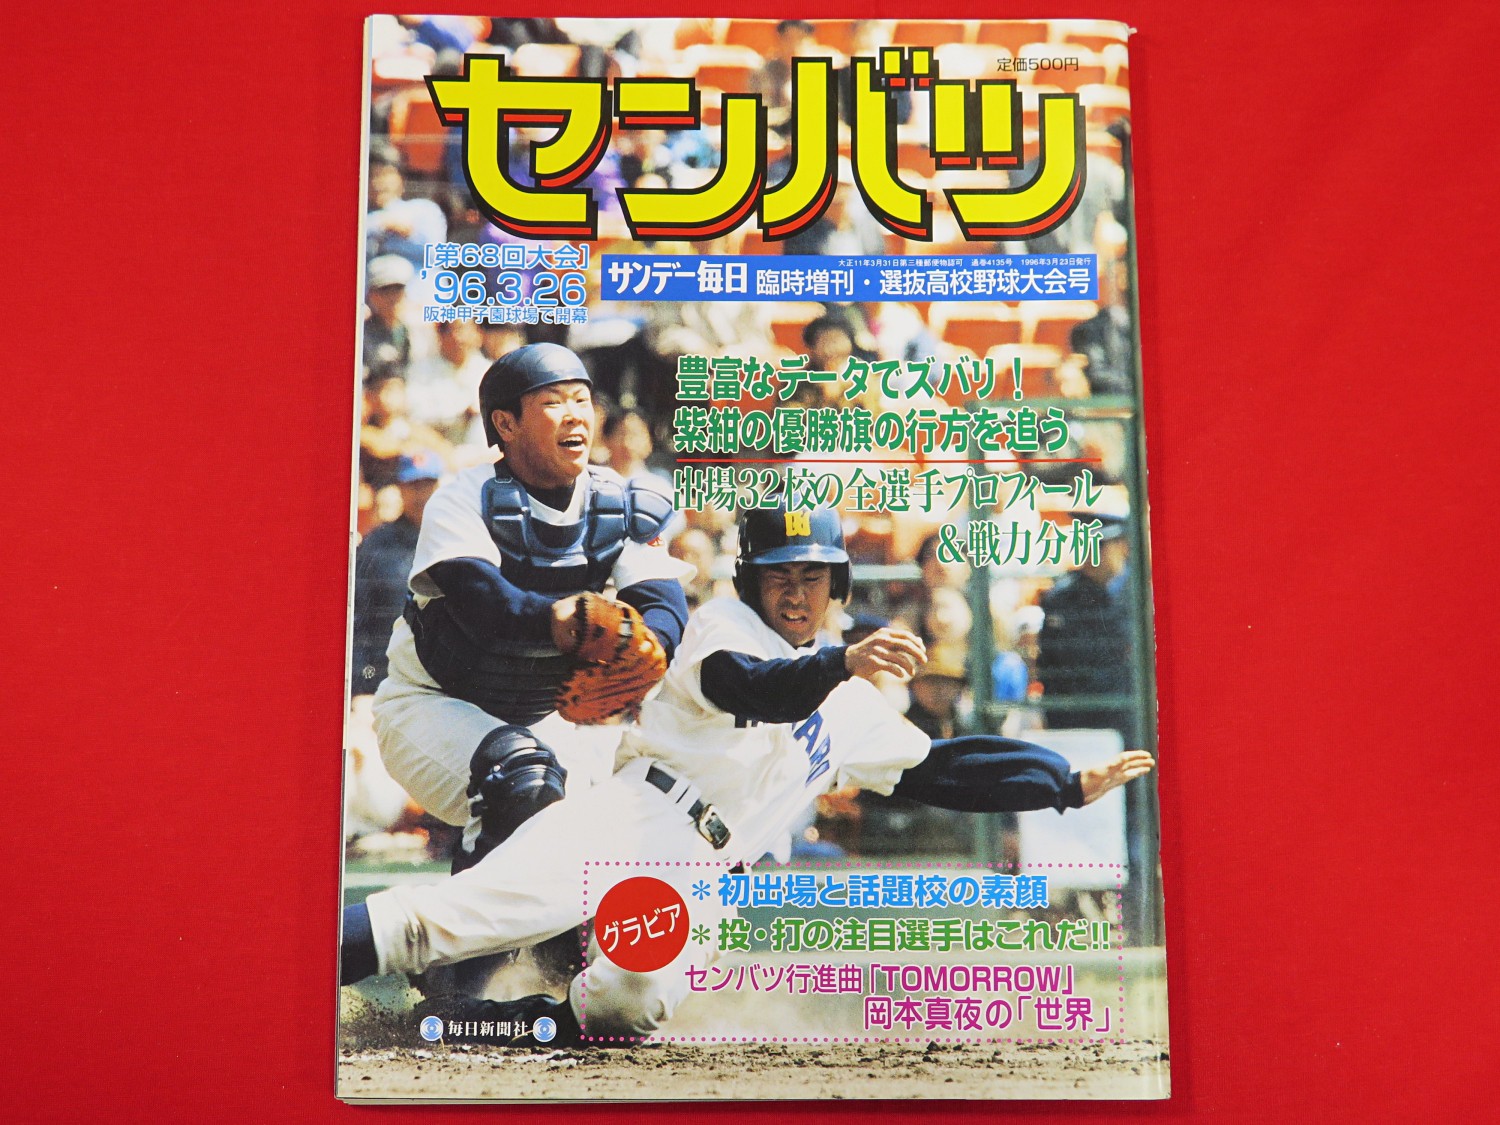 定価500円
センバツ
[第68回大会]
'96.3.26
阪神甲子園球場で開幕
大正11年3月31日第三種郵便物認可 通巻4135号 1996年3月23日発行
サンデー毎日 臨時増刊・選抜高校野球大会号
豊富なデータでズバリ!
紫紺の優勝旗の行方を追う
出場32校の全選手プロフィール
&戦力分析
グラビア
*初出場と話題校の素顔
*投・打の注目選手はこれだ!!
センバツ行進曲「TOMORROW」
岡本真夜の「世界」
毎日新聞社